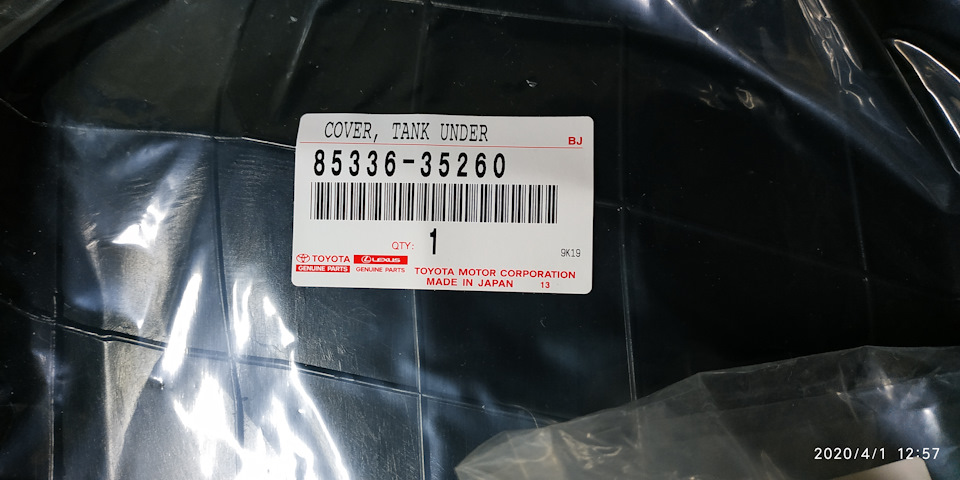 COVER, TANK UNDER
BJ
85336-35260
QTY: 1
9K19
TOYOTA
GENUINE PARTS
LEXUS
GENUINE PARTS
TOYOTA MOTOR CORPORATION
MADE IN JAPAN 13
2020/4/1 12:57